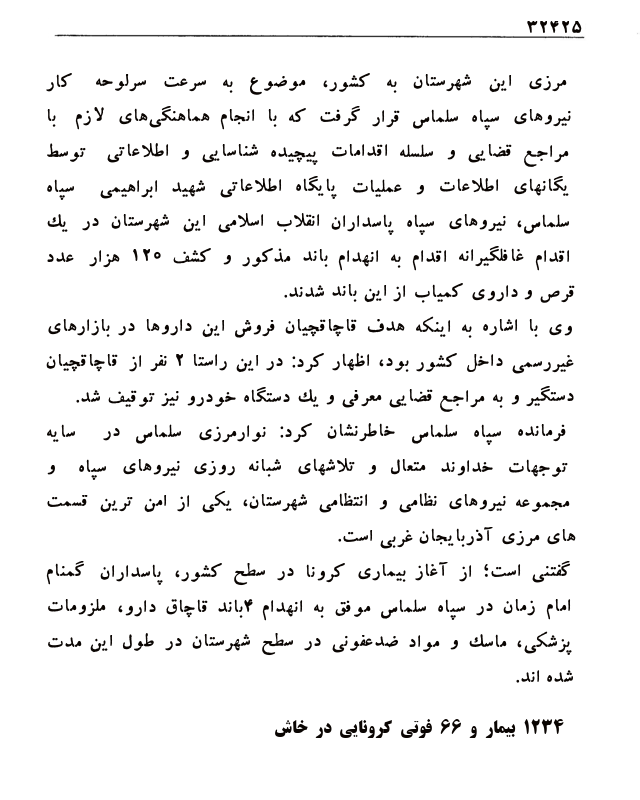 ۳۲۴۲۵
مرزی این شهرستان به کشور، موضوع به سرعت سرلوحه کار
نیروهای سپاه سلماس قرار گرفت که با انجام هماهنگی‌های لازم با
مراجع قضایی و سلسله اقدامات پیچیده شناسایی و اطلاعاتی توسط
یگانهای اطلاعات و عملیات پایگاه اطلاعاتی شهید ابراهیمی سپاه
سلماس، نیروهای سپاه پاسداران انقلاب اسلامی این شهرستان در یك
اقدام غافلگیرانه اقدام به انهدام باند مذکور و کشف ۱۲۰ هزار عدد
قرص و داروی کمیاب از این باند شدند.
وی با اشاره به اینکه هدف قاچاقچیان فروش این داروها در بازارهای
غیررسمی داخل کشور بود، اظهار کرد: در این راستا ۲ نفر از قاچاقچیان
دستگیر و به مراجع قضایی معرفی و یك دستگاه خودرو نیز توقیف شد.
فرمانده سپاه سلماس خاطرنشان کرد: نوارمرزی سلماس در سایه
توجهات خداوند متعال و تلاشهای شبانه روزی نیروهای سپاه و
مجموعه نیروهای نظامی و انتظامی شهرستان، یکی از امن ترین قسمت
های مرزی آذربایجان غربی است.
گفتنی است؛ از آغاز بیماری کرونا در سطح کشور، پاسداران گمنام
امام زمان در سپاه سلماس موفق به انهدام ۴باند قاچاق دارو، ملزومات
پزشکی، ماسك و مواد ضدعفونی در سطح شهرستان در طول این مدت
شده اند.
۱۲۳۴ بیمار و ۶۶ فوتی کرونایی در خاش